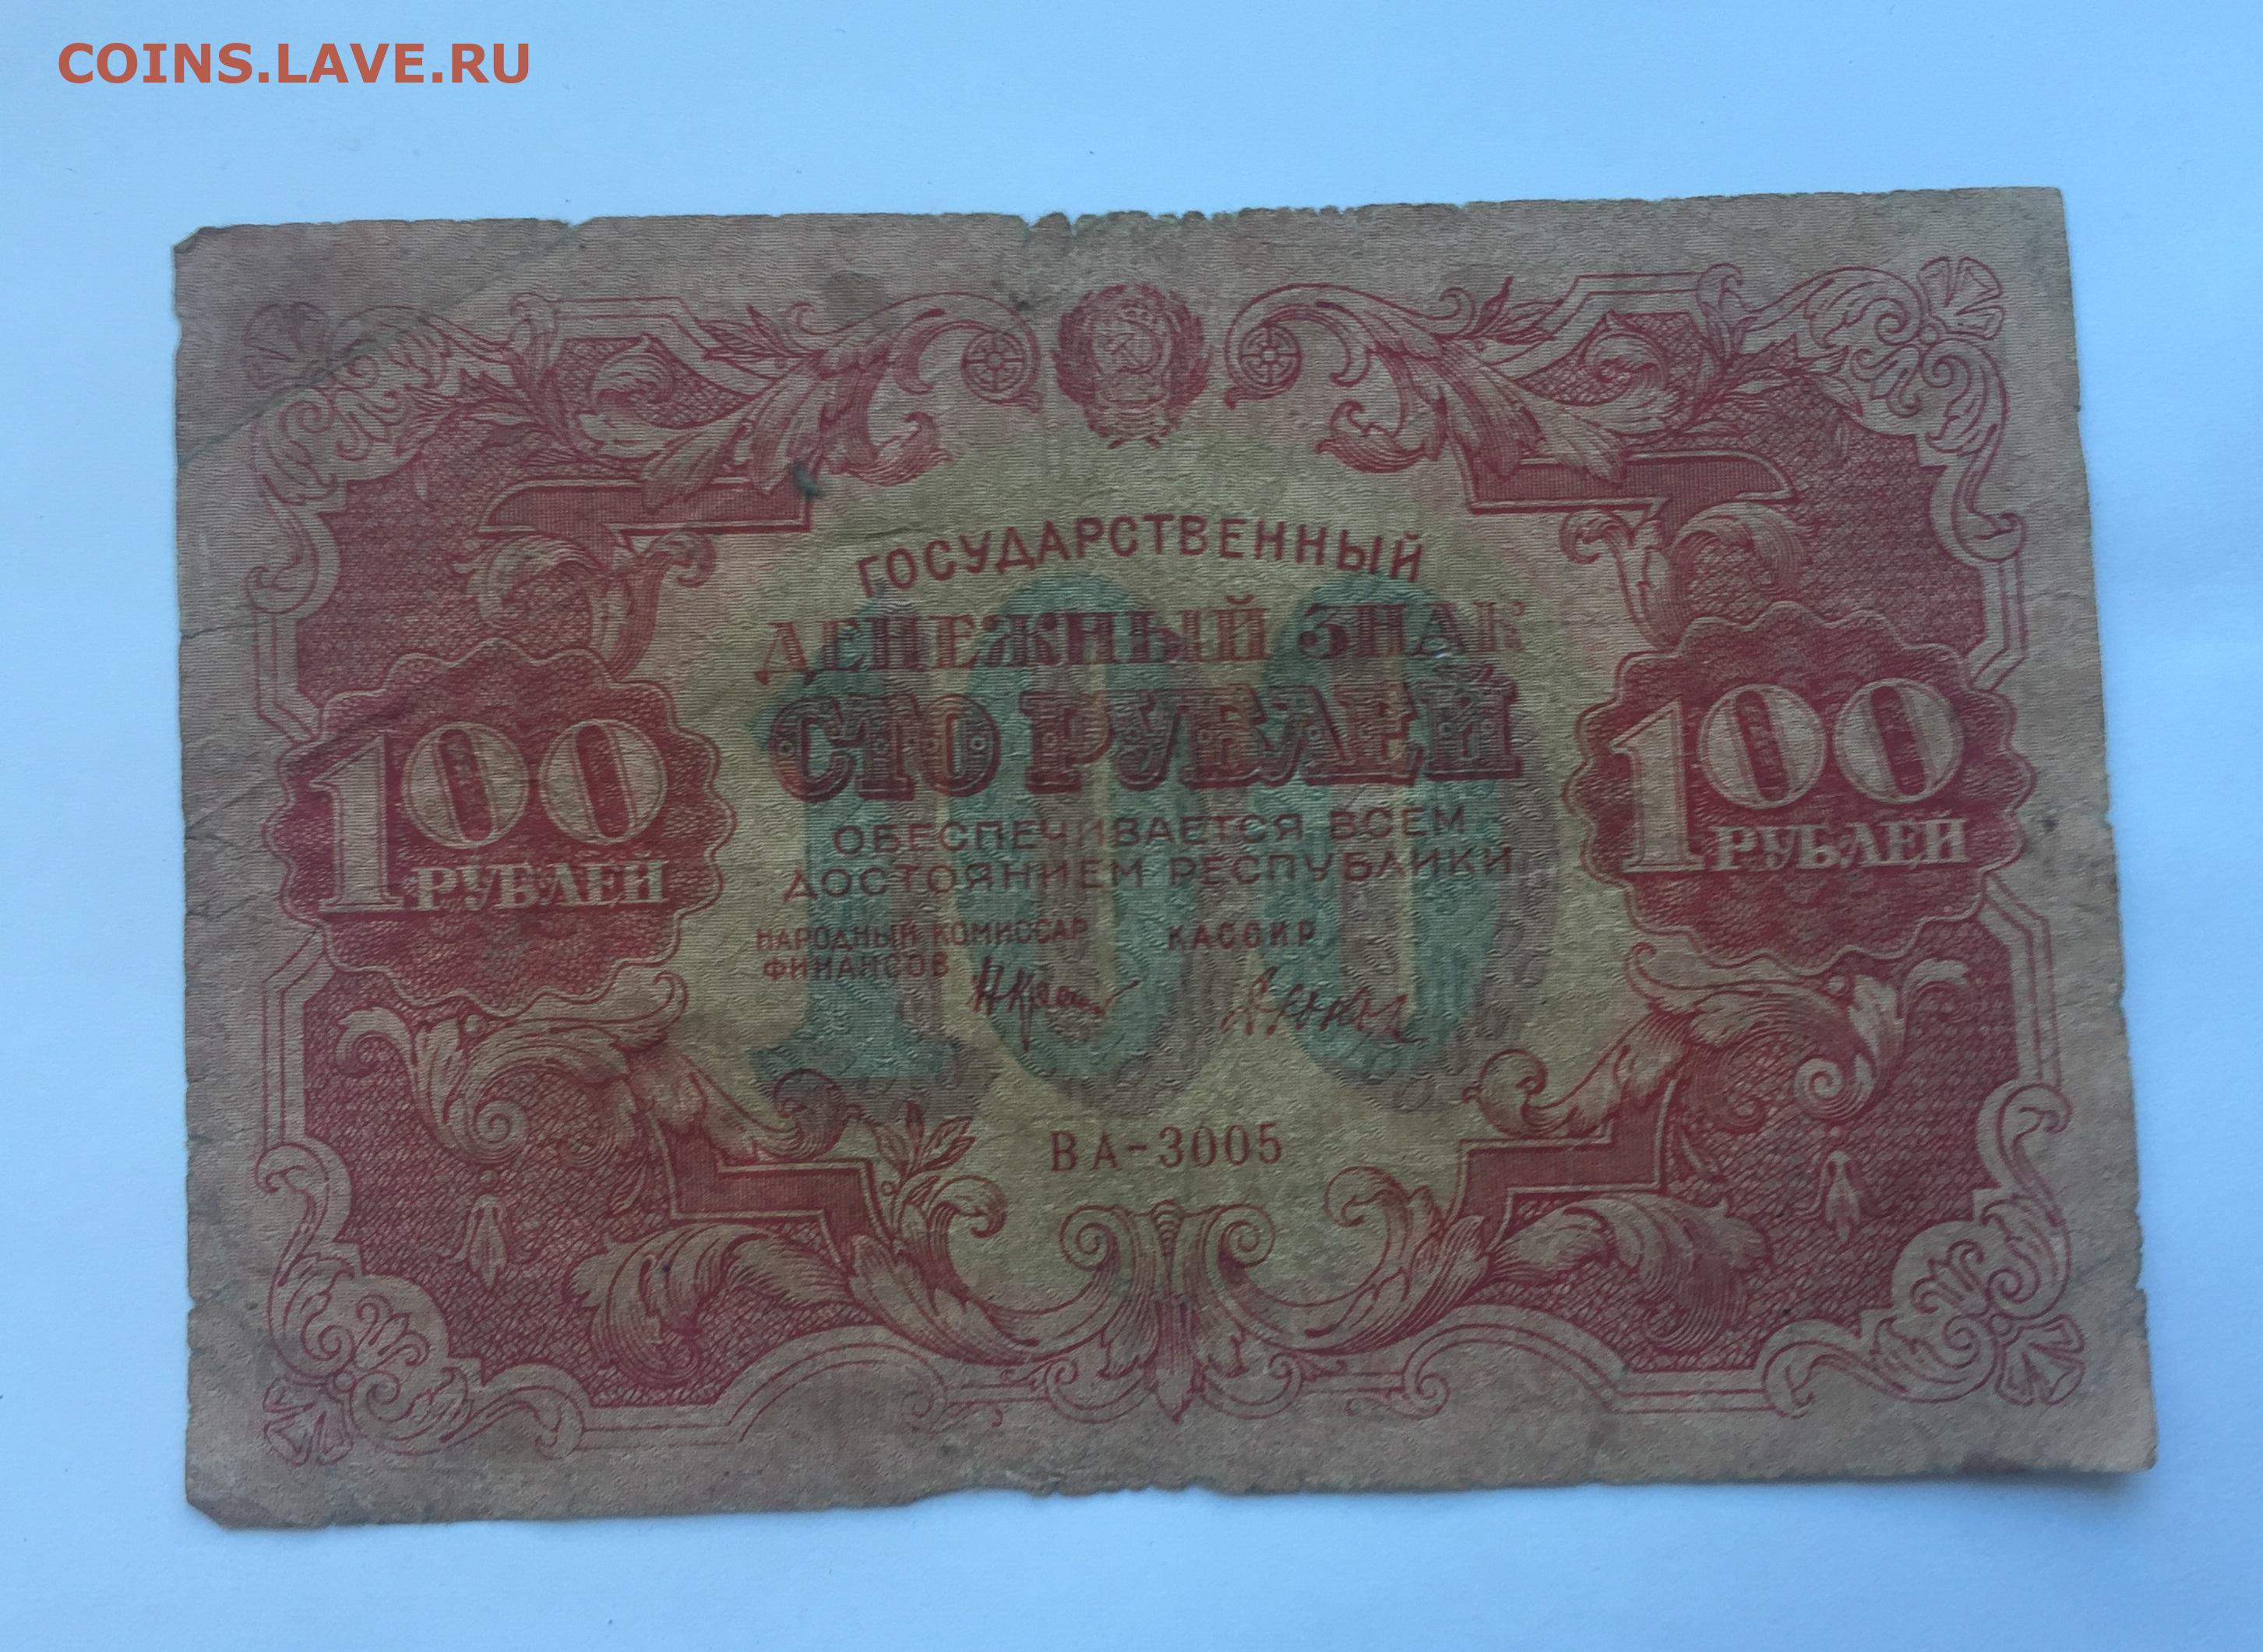 COINS.LAVE.RU
ГОСУДАРСТВЕННЫЙ
ДЕНЕЖНЫЙ ЗНАК
СТО РУБЛЕЙ
100
100
РУБЛЕЙ
100
РУБЛЕЙ
ОБЕСПЕЧИВАЕТСЯ ВСЕМ
ДОСТОЯНИЕМ РЕСПУБЛИКИ
НАРОДНЫЙ КОМИССАР
ФИНАНСОВ
КАССИР
ВА-3005